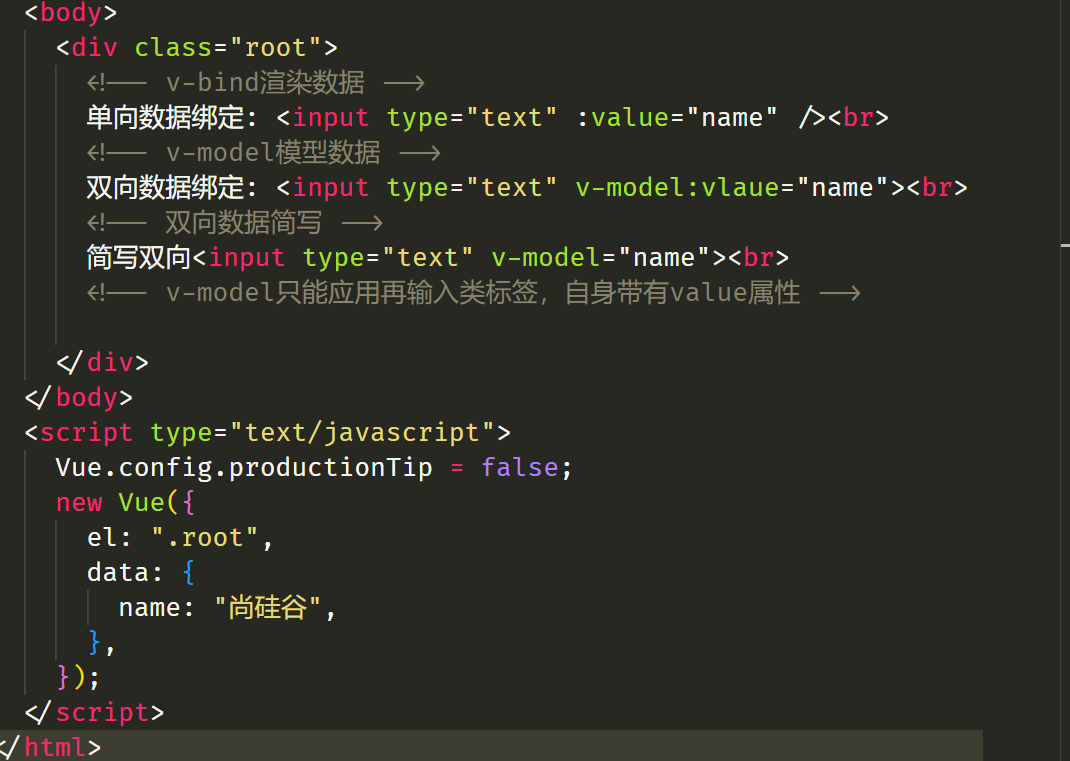 <body>
<div class="root">
<!-- v-bind渲染数据 -->
单向数据绑定: <input type="text" :value="name" /><br>
<!-- v-model模型数据 -->
双向数据绑定: <input type="text" v-model:vlaue="name"><br>
<!-- 双向数据简写 -->
简写双向<input type="text" v-model="name"><br>
<!-- v-model只能应用再输入类标签，自身带有value属性 -->
</div>
</body>
<script type="text/javascript">
Vue.config.productionTip = false;
new Vue({
el: ".root",
data: {
name: "尚硅谷",
},
});
</script>
</html>